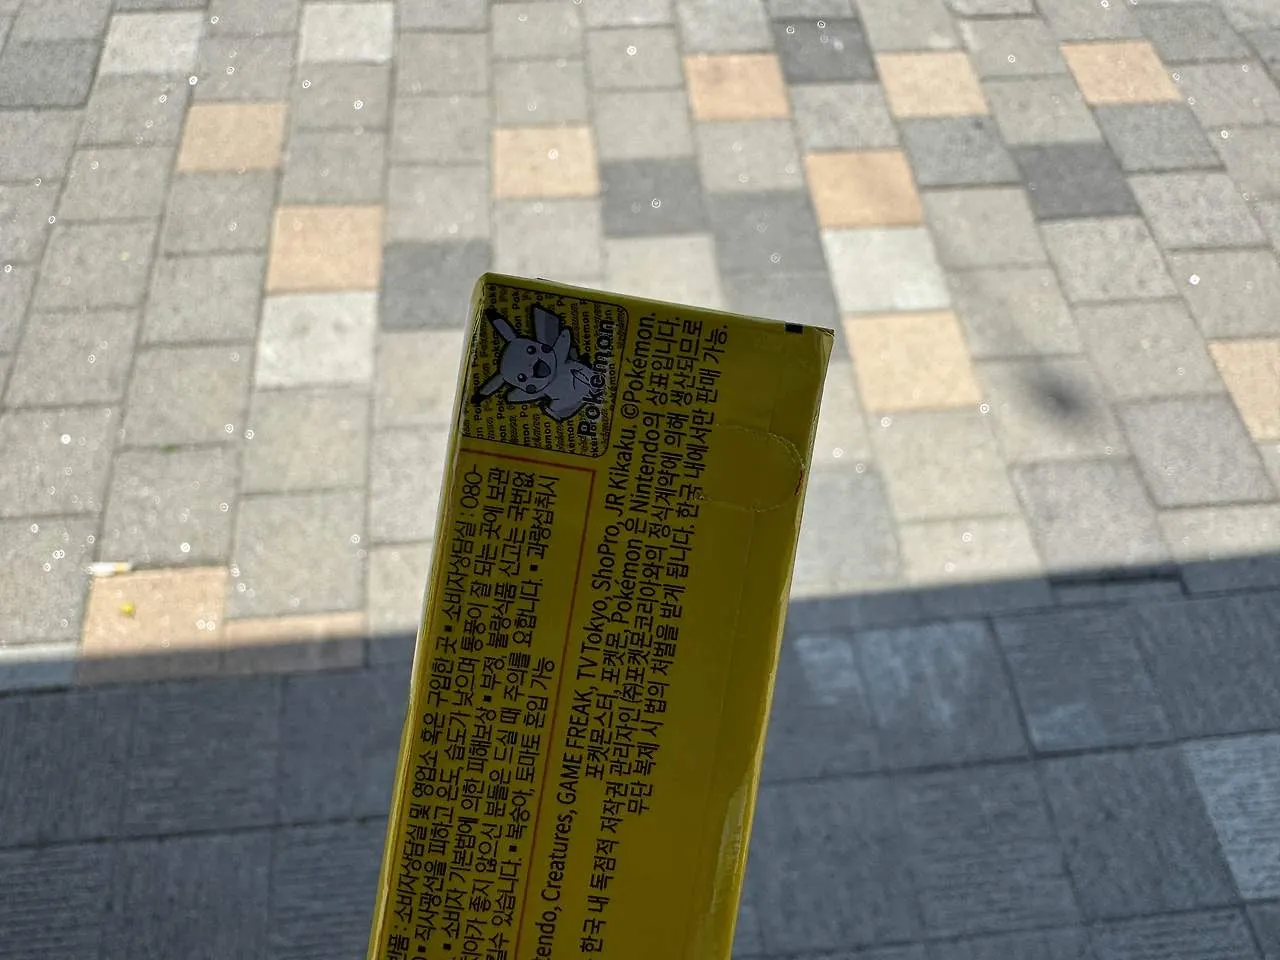 Pokémon
반품 : 소비자상담실 및 영업소 혹은 구입한 곳 ▪ 소비자상담실 : 080-
▪ 직사광선을 피하고 온도, 습도가 낮으며 통풍이 잘 되는 곳에 보관
▪ 소비자 기본법에 의한 피해보상 ▪ 부정, 불량식품 신고는 국번없
치아가 좋지 않으신 분들은 드실 때 주의를 요합니다. ▪ 과량섭취시
킬수 있습니다. ▪ 복숭아, 토마토 혼입 가능
tendo, Creatures, GAME FREAK, TV Tokyo, ShoPro, JR Kikaku. ©Pokémon.
포켓몬스터, 포켓몬, Pokémon 은 Nintendo의 상표입니다.
한국 내 독점적 저작권 관리자인 (주)포켓몬코리아와의 정식계약에 의해 생산되므로
무단 복제 시 법의 처벌을 받게 됩니다. 한국 내에서만 판매 가능.